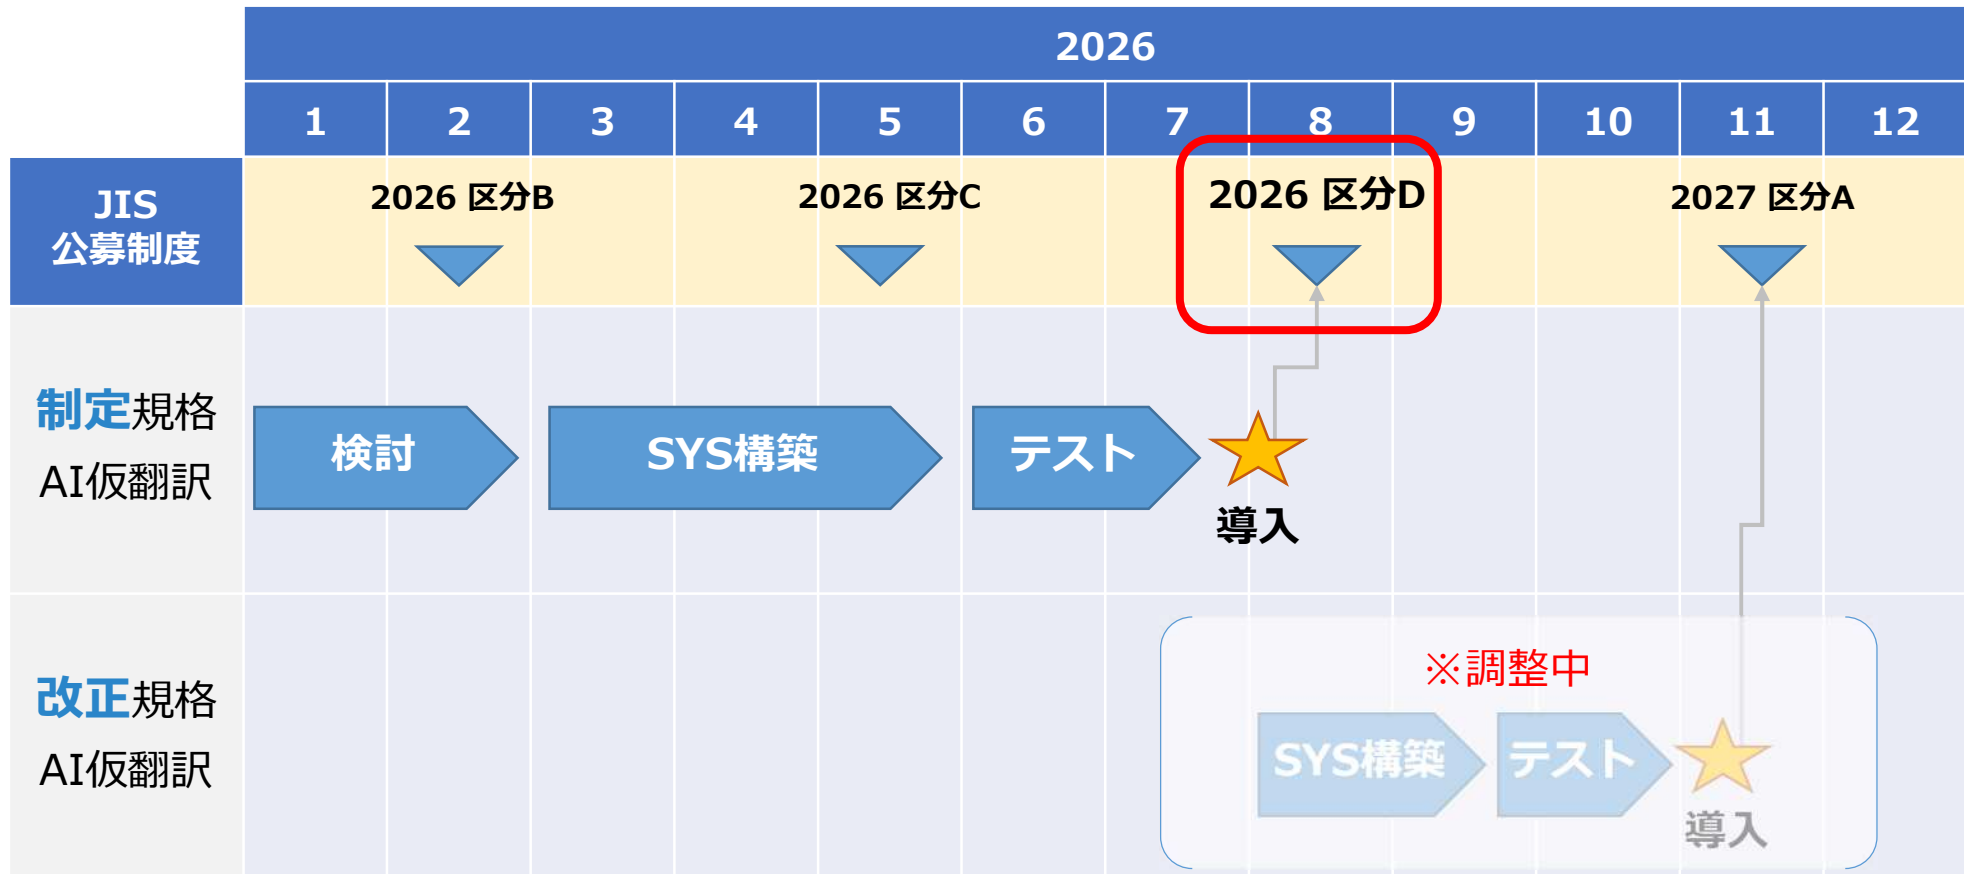 2026
1 2 3 4 5 6 7 8 9 10 11 12
JIS
公募制度
2026 区分B
2026 区分C
2026 区分D
2027 区分A
制定規格
AI仮翻訳
検討
SYS構築
テスト
導入
改正規格
AI仮翻訳
※調整中
SYS構築
テスト
導入